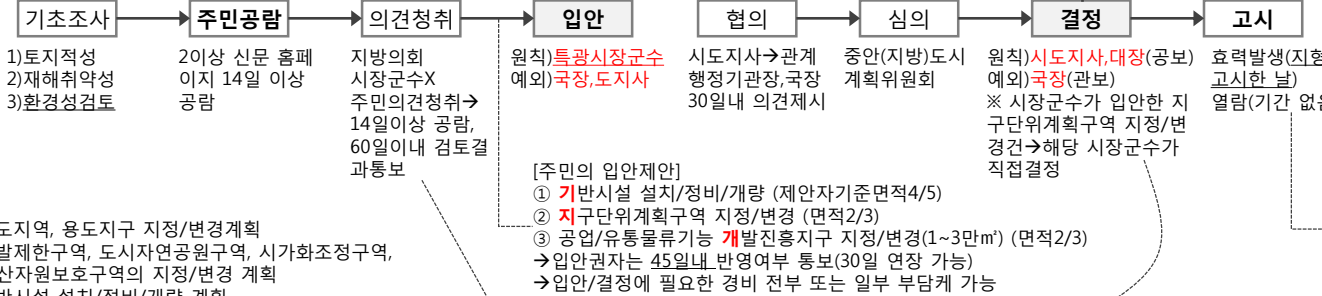 기초조사
주민공람
의견청취
입안
협의
심의
결정
고시
1)토지적성
2)재해취약성
3)환경성검토
2이상 신문 홈페
이지 14일 이상
공람
지방의회
시장군수X
주민의견청취→
14일이상 공람,
60일이내 검토결
과통보
원칙)특광시장군수
예외)국장,도지사
시도지사→관계
행정기관장,국장
30일내 의견제시
중안(지방)도시
계획위원회
원칙)시도지사,대장(공보)
예외)국장(관보)
※ 시장군수가 입안한 지
구단위계획구역 지정/변
경건→해당 시장군수가
직접결정
효력발생(지형
고시한 날)
열람(기간 없음
[주민의 입안제안]
① 기반시설 설치/정비/개량 (제안자기준면적4/5)
② 지구단위계획구역 지정/변경 (면적2/3)
③ 공업/유통물류기능 개발진흥지구 지정/변경(1~3만㎡) (면적2/3)
→입안권자는 45일내 반영여부 통보(30일 연장 가능)
→입안/결정에 필요한 경비 전부 또는 일부 부담케 가능
도지역, 용도지구 지정/변경계획
발제한구역, 도시자연공원구역, 시가화조정구역,
산자원보호구역의 지정/변경 계획
반시설 설치/정비/개량 계획